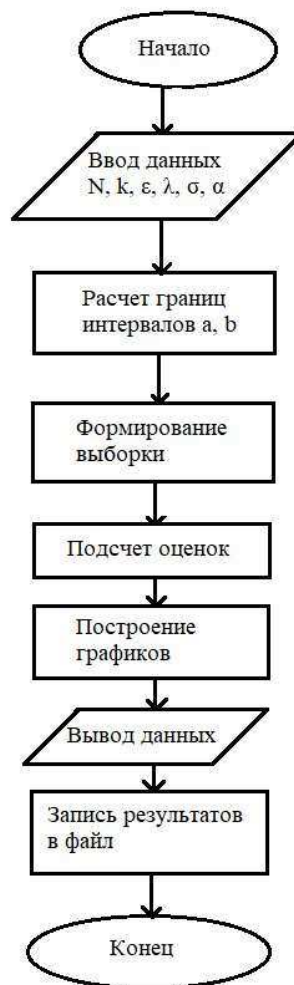 Начало
Ввод данных
N, k, ε, λ, σ, α
Расчет границ
интервалов a, b
Формирование
выборки
Подсчет оценок
Построение
графиков
Вывод данных
Запись результатов
в файл
Конец